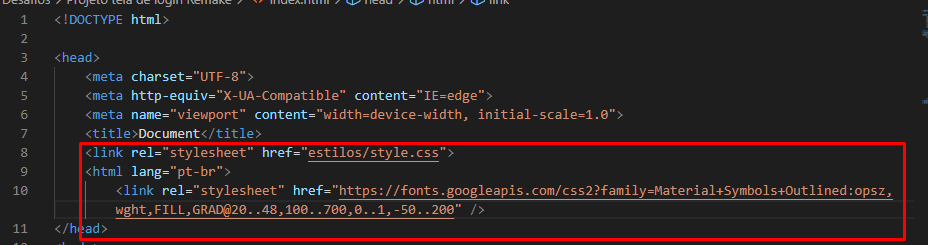 Desafios > Projeto tela de login Remake > index.html > head > html > link
1 <!DOCTYPE html>
2
3 <head>
4 <meta charset="UTF-8">
5 <meta http-equiv="X-UA-Compatible" content="IE=edge">
6 <meta name="viewport" content="width=device-width, initial-scale=1.0">
7 <title>Document</title>
8 <link rel="stylesheet" href="estilos/style.css">
9 <html lang="pt-br">
10 <link rel="stylesheet" href="https://fonts.googleapis.com/css2?family=Material+Symbols+Outlined:opsz,
wght,FILL,GRAD@20..48,100..700,0..1,-50..200" />
11 </head>